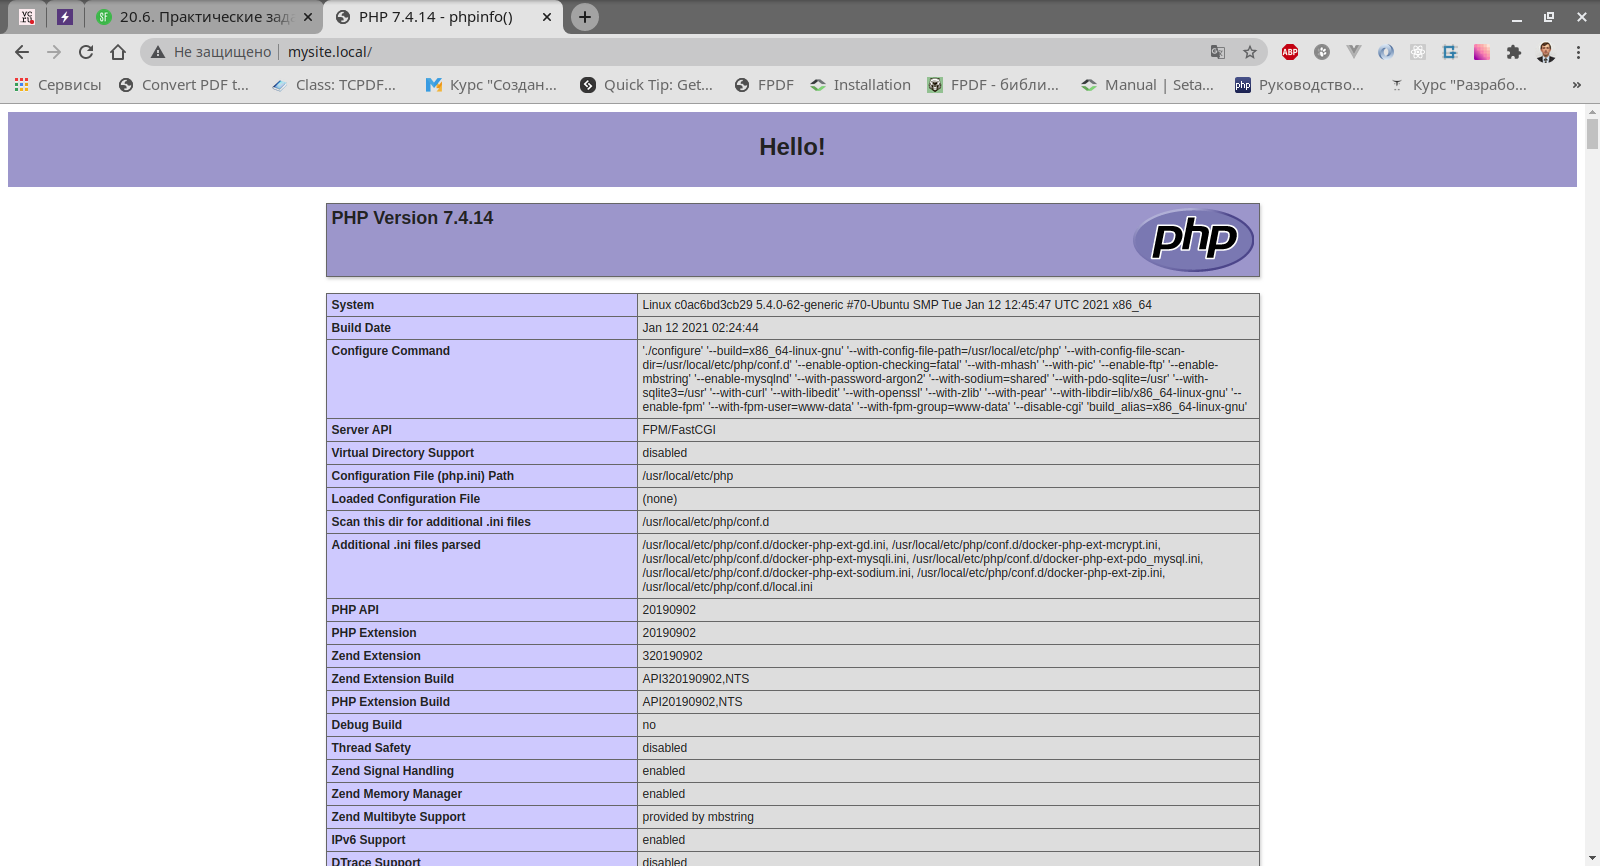 20.6. Практические зад
PHP 7.4.14 - phpinfo()
Не защищено
mysite.local/
ABP
Сервисы
Convert PDF t...
Class: TCPDF...
Курс "Создан...
Quick Tip: Get...
FPDF
Installation
FPDF - библи...
Manual | Seta...
php
Руководство...
Курс "Разрабо...
»
Hello!
PHP Version 7.4.14
php
System Linux c0ac6bd3cb29 5.4.0-62-generic #70-Ubuntu SMP Tue Jan 12 12:45:47 UTC 2021 x86_64
Build Date Jan 12 2021 02:24:44
Configure Command './configure' '--build=x86_64-linux-gnu' '--with-config-file-path=/usr/local/etc/php' '--with-config-file-scan-
dir=/usr/local/etc/php/conf.d' '--enable-option-checking=fatal' '--with-mhash' '--with-pic' '--enable-ftp' '--enable-
mbstring' '--enable-mysqlnd' '--with-password-argon2' '--with-sodium=shared' '--with-pdo-sqlite=/usr' '--with-
sqlite3=/usr' '--with-curl' '--with-libedit' '--with-openssl' '--with-zlib' '--with-pear' '--with-libdir=lib/x86_64-linux-gnu' '--
enable-fpm' '--with-fpm-user=www-data' '--with-fpm-group=www-data' '--disable-cgi' 'build_alias=x86_64-linux-gnu'
Server API FPM/FastCGI
Virtual Directory Support disabled
Configuration File (php.ini) Path /usr/local/etc/php
Loaded Configuration File (none)
Scan this dir for additional .ini files /usr/local/etc/php/conf.d
Additional .ini files parsed /usr/local/etc/php/conf.d/docker-php-ext-gd.ini, /usr/local/etc/php/conf.d/docker-php-ext-mcrypt.ini,
/usr/local/etc/php/conf.d/docker-php-ext-mysqli.ini, /usr/local/etc/php/conf.d/docker-php-ext-pdo_mysql.ini,
/usr/local/etc/php/conf.d/docker-php-ext-sodium.ini, /usr/local/etc/php/conf.d/docker-php-ext-zip.ini,
/usr/local/etc/php/conf.d/local.ini
PHP API 20190902
PHP Extension 20190902
Zend Extension 320190902
Zend Extension Build API320190902,NTS
PHP Extension Build API20190902,NTS
Debug Build no
Thread Safety disabled
Zend Signal Handling enabled
Zend Memory Manager enabled
Zend Multibyte Support provided by mbstring
IPv6 Support enabled
DTrace Support disabled